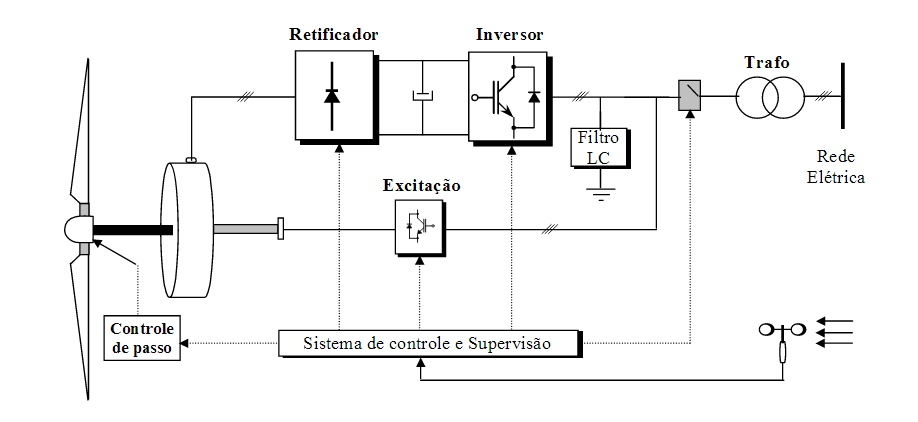 Retificador
Inversor
Trafo
Filtro
LC
Rede
Elétrica
Excitação
Controle
de passo
Sistema de controle e Supervisão